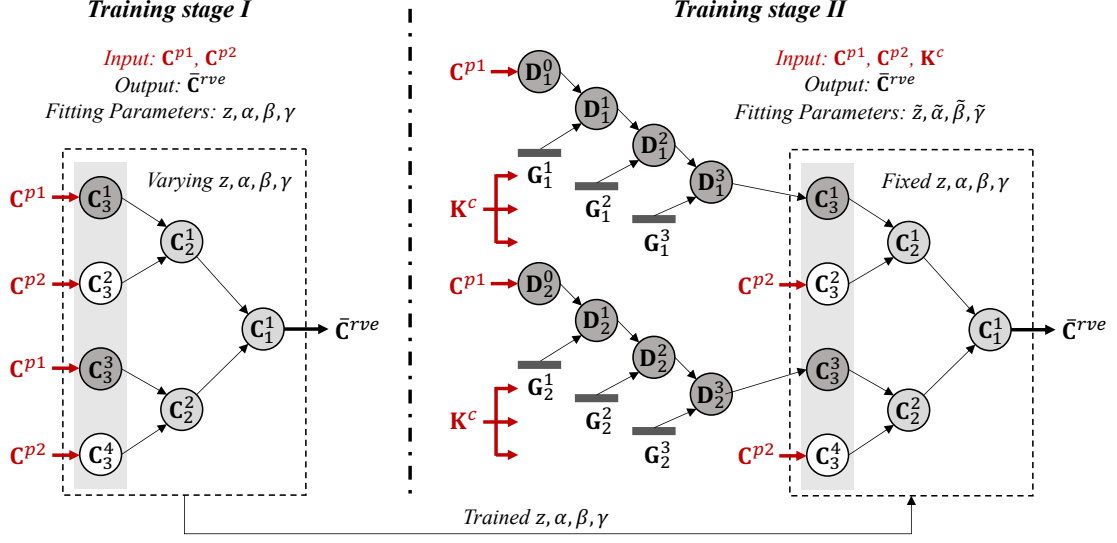 Training stage I
Input: C^{p1}, C^{p2}
Output: C̄^{rve}
Fitting Parameters: z, α, β, γ
Varying z, α, β, γ
C^{p1}
C_3^1
C_2^1
C^{p2}
C_3^2
C_1^1
C̄^{rve}
C^{p1}
C_3^3
C_2^2
C^{p2}
C_3^4
Training stage II
Input: C^{p1}, C^{p2}, K^c
Output: C̄^{rve}
Fitting Parameters: z̃, α̃, β̃, γ̃
C^{p1}
D_1^0
D_1^1
D_1^2
D_1^3
G_1^1
G_1^2
G_1^3
K^c
C^{p1}
D_2^0
D_2^1
D_2^2
D_2^3
G_2^1
G_2^2
G_2^3
K^c
Fixed z, α, β, γ
C_3^1
C_2^1
C^{p2}
C_3^2
C_1^1
C̄^{rve}
C_3^3
C_2^2
C^{p2}
C_3^4
Trained z, α, β, γ